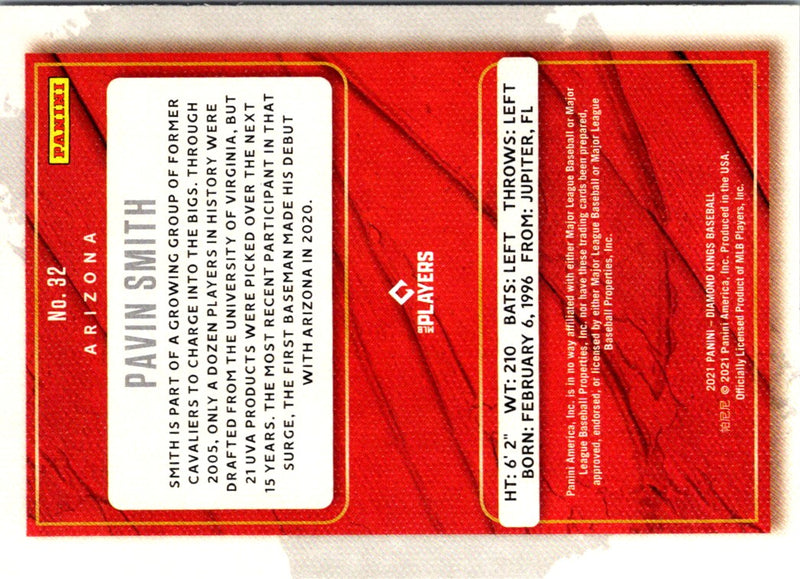 No. 32
PANINI
ARIZONA
PAVIN SMITH
SMITH IS PART OF A GROWING GROUP OF FORMER
CAVALIERS TO CHARGE INTO THE BIGS. THROUGH
2005, ONLY A DOZEN PLAYERS IN HISTORY WERE
DRAFTED FROM THE UNIVERSITY OF VIRGINIA, BUT
21 UVA PRODUCTS WERE PICKED OVER THE NEXT
15 YEARS. THE MOST RECENT PARTICIPANT IN THAT
SURGE, THE FIRST BASEMAN MADE HIS DEBUT
WITH ARIZONA IN 2020.
MLB PLAYERS
HT: 6' 2" WT: 210 BATS: LEFT THROWS: LEFT
BORN: FEBRUARY 6, 1996 FROM: JUPITER, FL
Panini America, Inc. is in no way affiliated with either Major League Baseball or Major
League Baseball Properties, Inc., nor have these trading cards been prepared,
approved, endorsed, or licensed by either Major League Baseball or Major League
Baseball Properties, Inc.
2021 PANINI – DIAMOND KINGS BASEBALL
帕尼尼 © 2021 Panini America, Inc. Produced in the USA.
Officially Licensed Product of MLB Players, Inc.